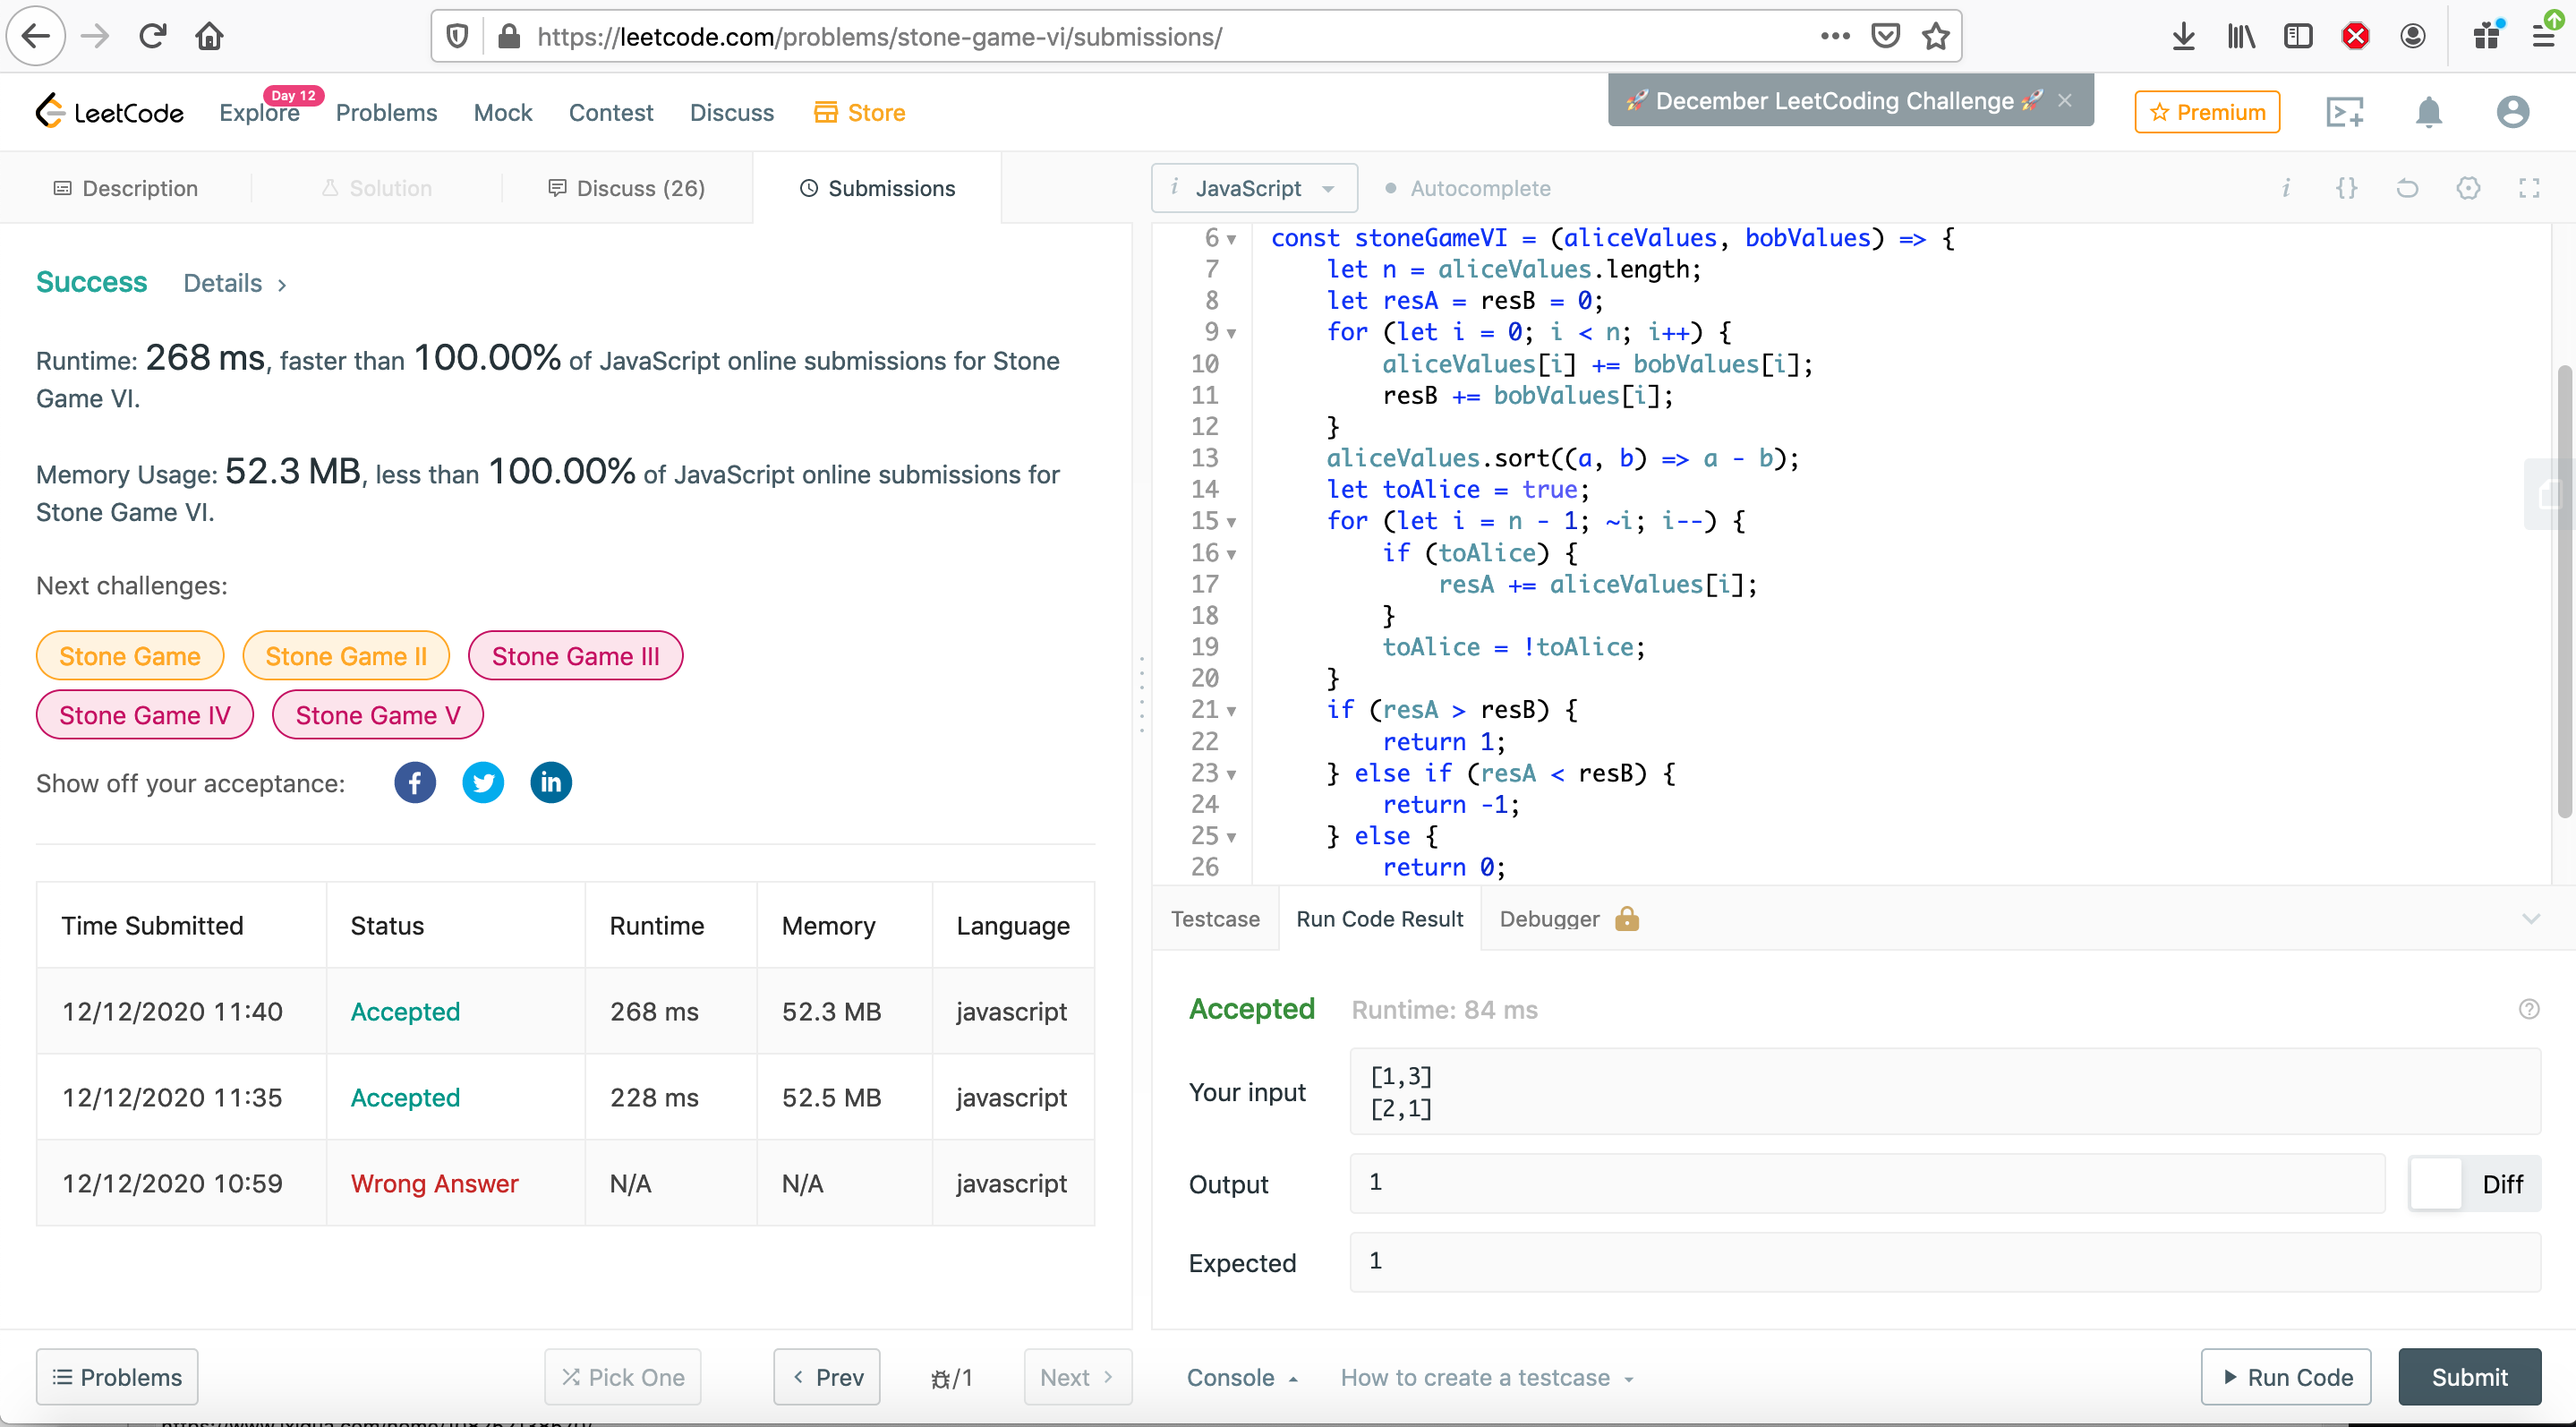 https://leetcode.com/problems/stone-game-vi/submissions/
LeetCode
Explore
Day 12
Problems
Mock
Contest
Discuss
Store
🚀 December LeetCoding Challenge 🚀 ×
Premium
Description
Solution
Discuss (26)
Submissions
Success
Details >
Runtime: 268 ms, faster than 100.00% of JavaScript online submissions for Stone
Game VI.
Memory Usage: 52.3 MB, less than 100.00% of JavaScript online submissions for
Stone Game VI.
Next challenges:
Stone Game
Stone Game II
Stone Game III
Stone Game IV
Stone Game V
Show off your acceptance:
Time Submitted Status Runtime Memory Language
12/12/2020 11:40 Accepted 268 ms 52.3 MB javascript
12/12/2020 11:35 Accepted 228 ms 52.5 MB javascript
12/12/2020 10:59 Wrong Answer N/A N/A javascript
Problems
Pick One
< Prev
/1
Next >
i JavaScript
Autocomplete
i {}
6 const stoneGameVI = (aliceValues, bobValues) => {
7 let n = aliceValues.length;
8 let resA = resB = 0;
9 for (let i = 0; i < n; i++) {
10 aliceValues[i] += bobValues[i];
11 resB += bobValues[i];
12 }
13 aliceValues.sort((a, b) => a - b);
14 let toAlice = true;
15 for (let i = n - 1; ~i; i--) {
16 if (toAlice) {
17 resA += aliceValues[i];
18 }
19 toAlice = !toAlice;
20 }
21 if (resA > resB) {
22 return 1;
23 } else if (resA < resB) {
24 return -1;
25 } else {
26 return 0;
Testcase
Run Code Result
Debugger
Accepted
Runtime: 84 ms
Your input
[1,3]
[2,1]
Output
1
Diff
Expected
1
Console
How to create a testcase
Run Code
Submit